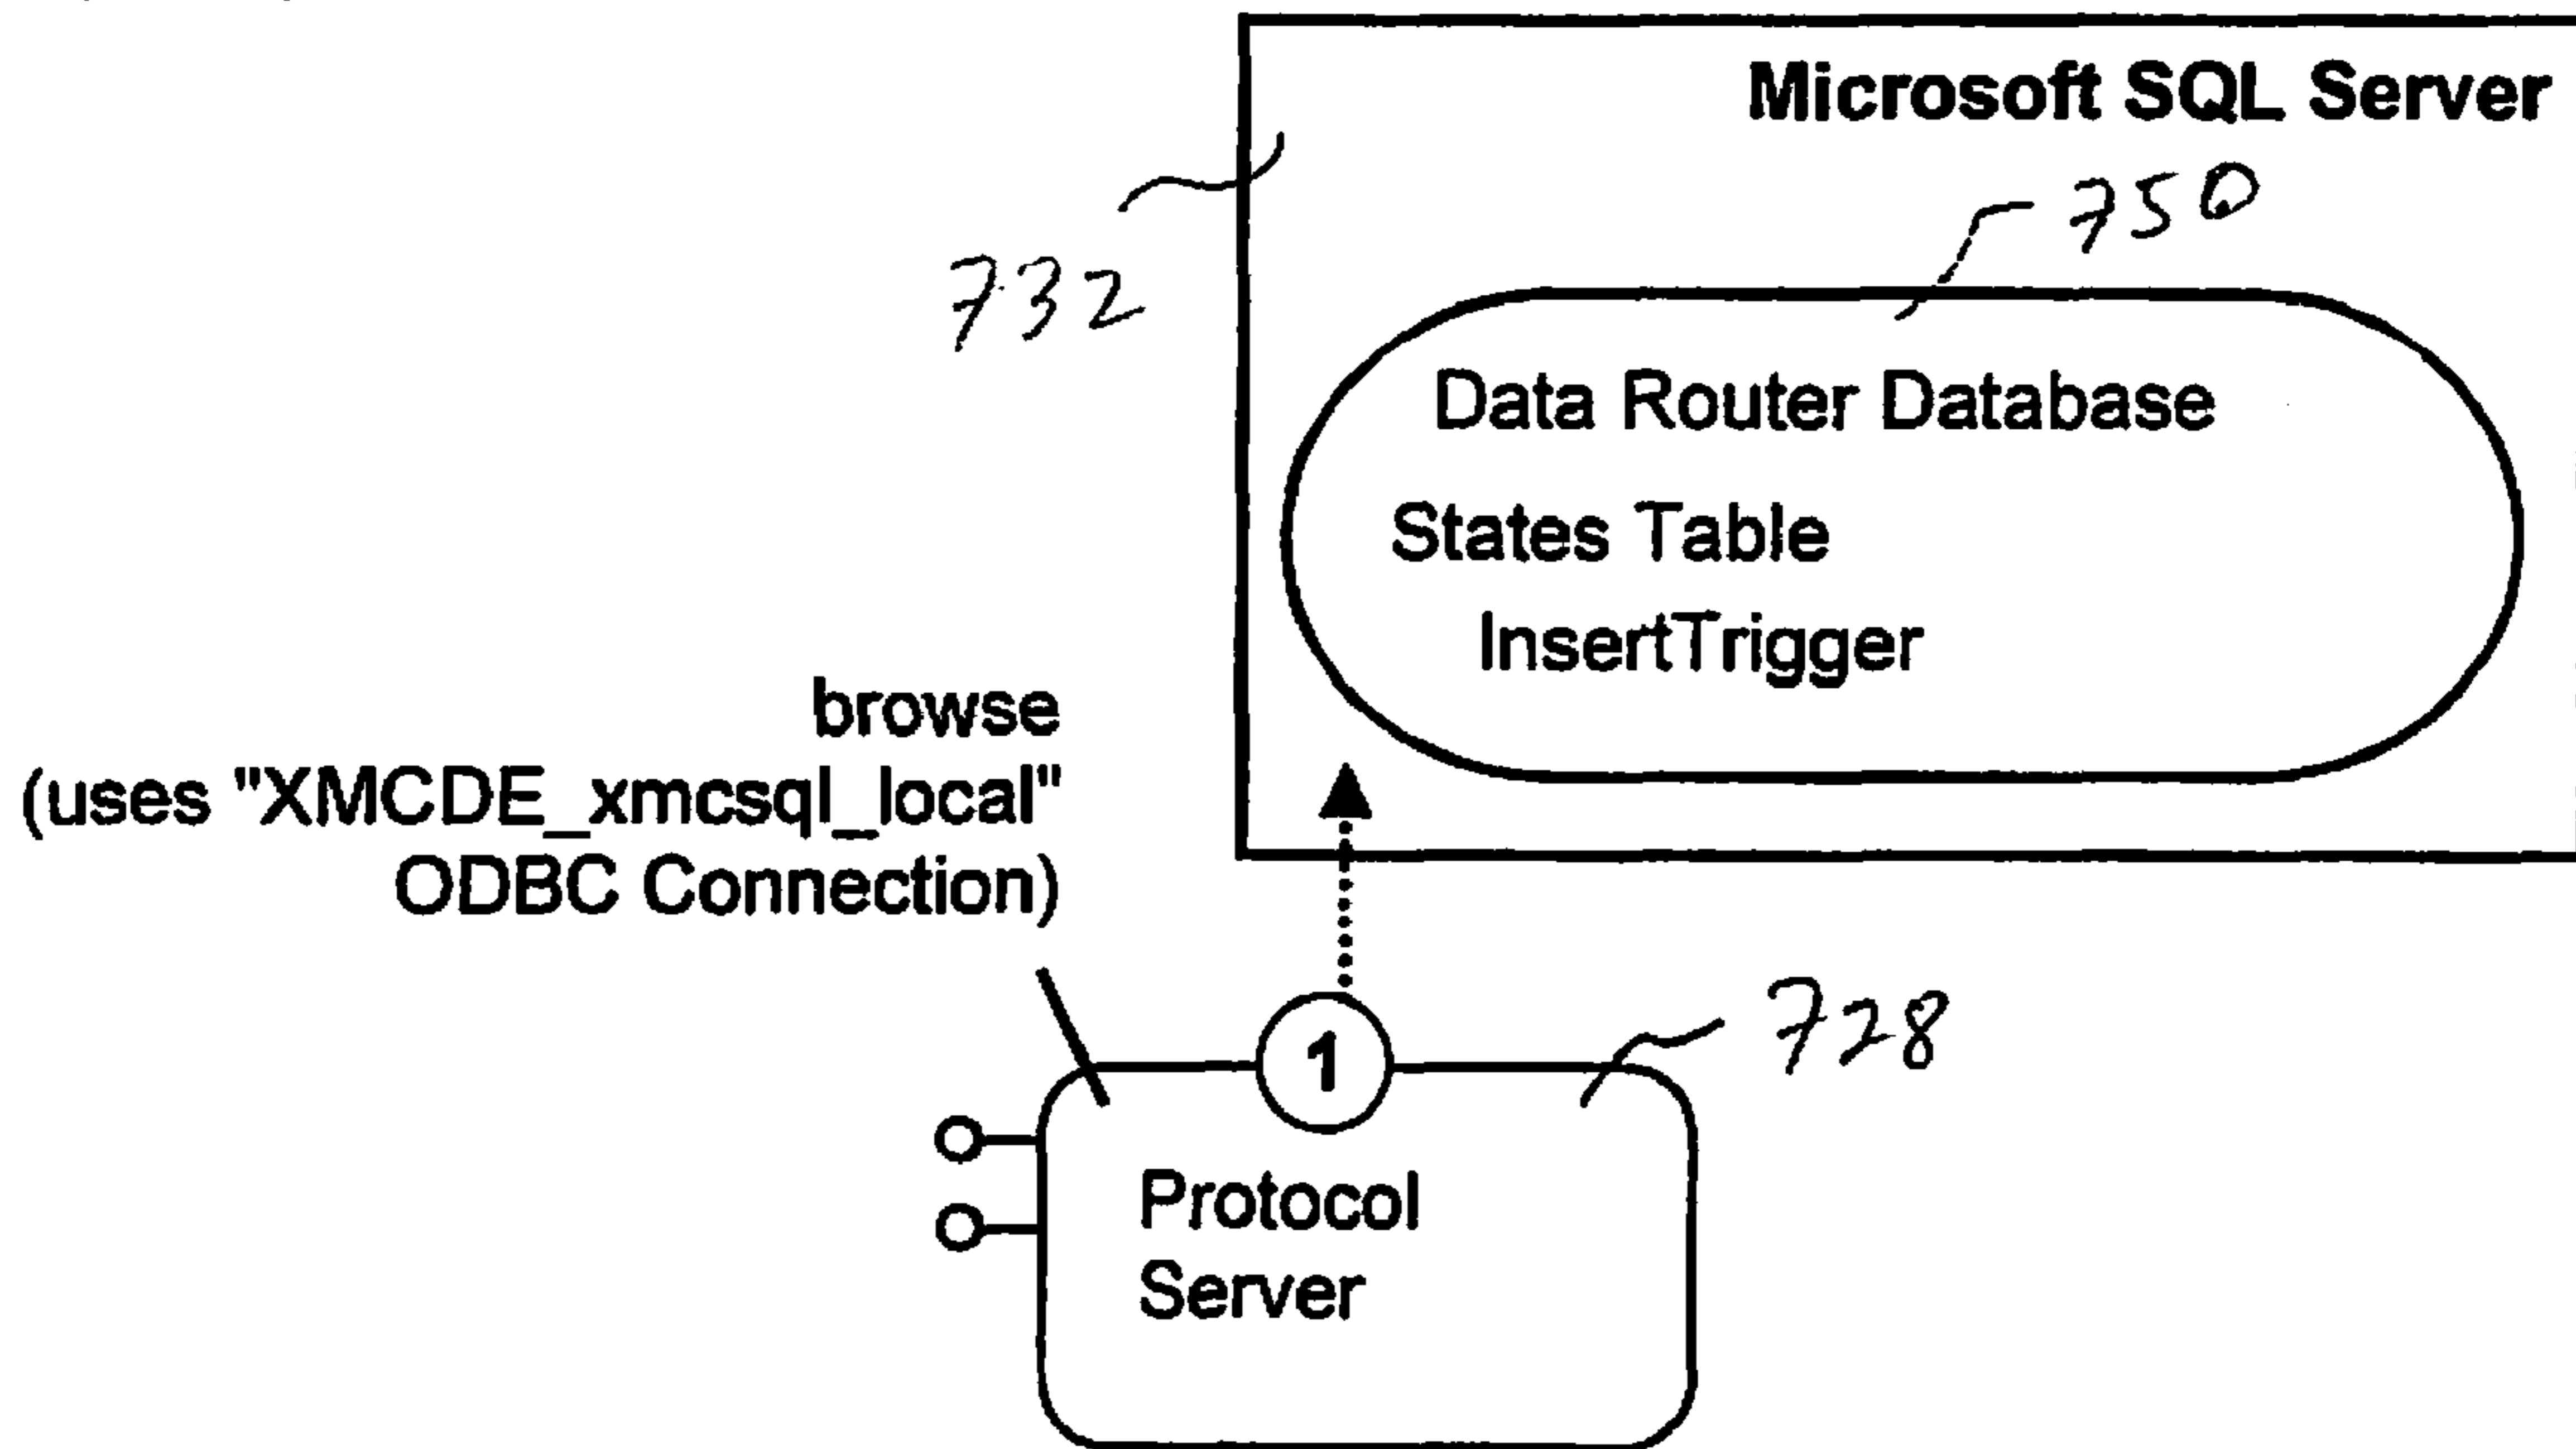 Microsoft SQL Server
750
732
Data Router Database
States Table
InsertTrigger
browse
(uses "XMCDE_xmcsql_local"
ODBC Connection)
728
1
Protocol
Server